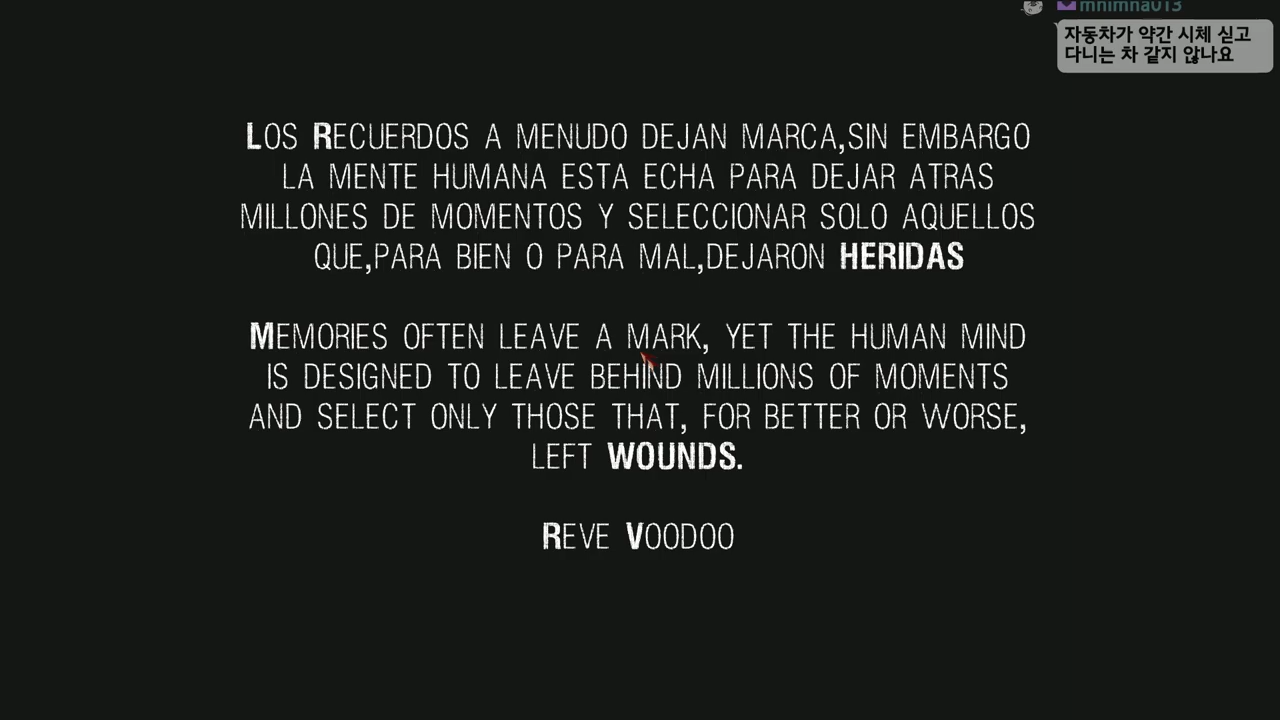 mnimna013
자동차가 약간 시체 싣고
다니는 차 같지 않나요
LOS RECUERDOS A MENUDO DEJAN MARCA,SIN EMBARGO
LA MENTE HUMANA ESTA ECHA PARA DEJAR ATRAS
MILLONES DE MOMENTOS Y SELECCIONAR SOLO AQUELLOS
QUE,PARA BIEN O PARA MAL,DEJARON HERIDAS
MEMORIES OFTEN LEAVE A MARK, YET THE HUMAN MIND
IS DESIGNED TO LEAVE BEHIND MILLIONS OF MOMENTS
AND SELECT ONLY THOSE THAT, FOR BETTER OR WORSE,
LEFT WOUNDS.
REVE VOODOO